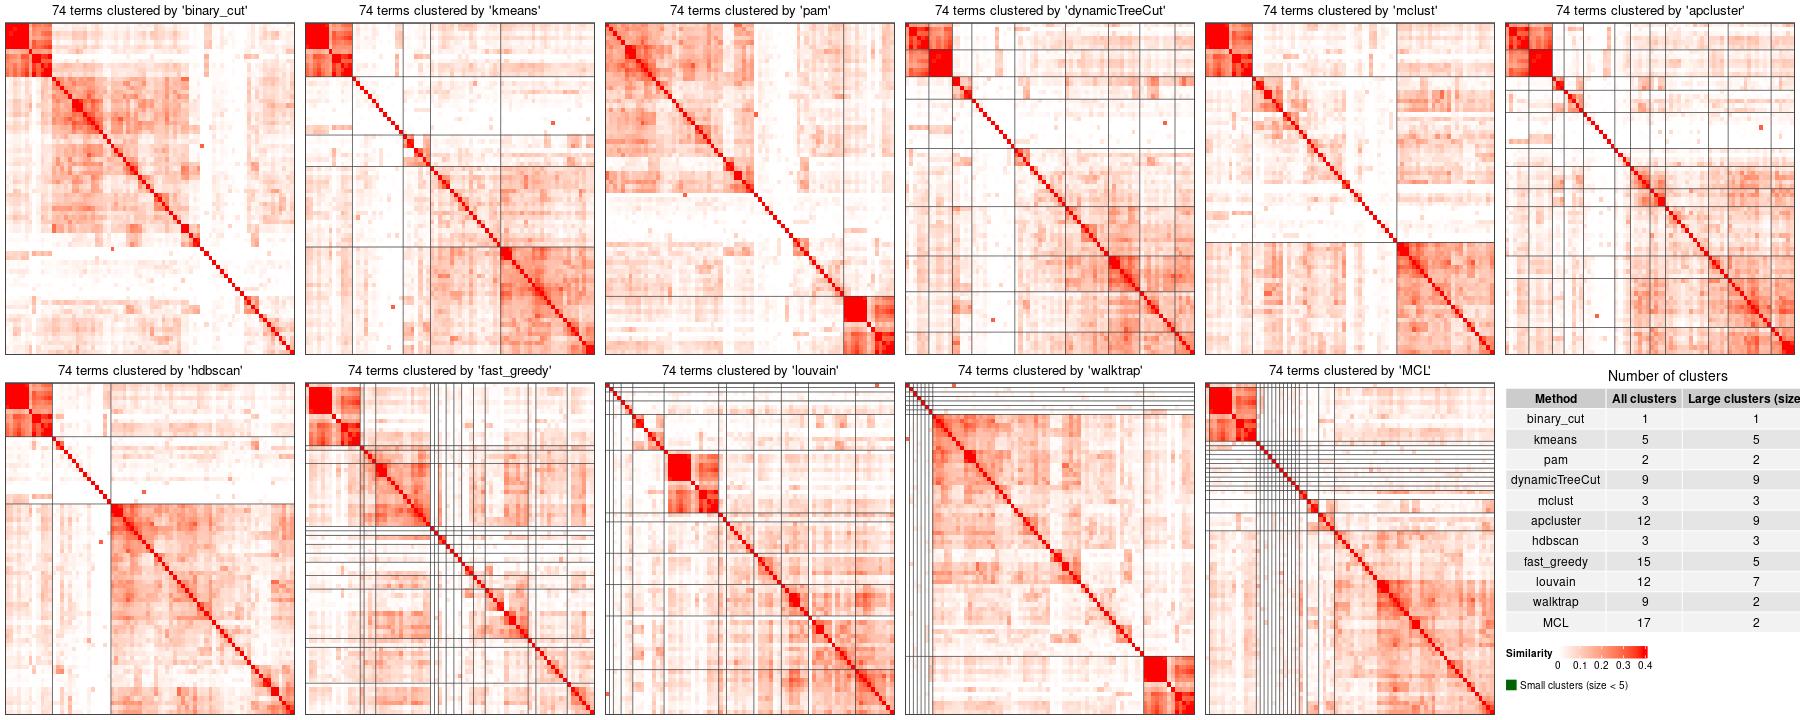 74 terms clustered by 'binary_cut'
74 terms clustered by 'kmeans'
74 terms clustered by 'pam'
74 terms clustered by 'dynamicTreeCut'
74 terms clustered by 'mclust'
74 terms clustered by 'apcluster'
74 terms clustered by 'hdbscan'
74 terms clustered by 'fast_greedy'
74 terms clustered by 'louvain'
74 terms clustered by 'walktrap'
74 terms clustered by 'MCL'
Number of clusters
Method All clusters Large clusters (size
binary_cut 1 1
kmeans 5 5
pam 2 2
dynamicTreeCut 9 9
mclust 3 3
apcluster 12 9
hdbscan 3 3
fast_greedy 15 5
louvain 12 7
walktrap 9 2
MCL 17 2
Similarity
0 0.1 0.2 0.3 0.4
Small clusters (size < 5)